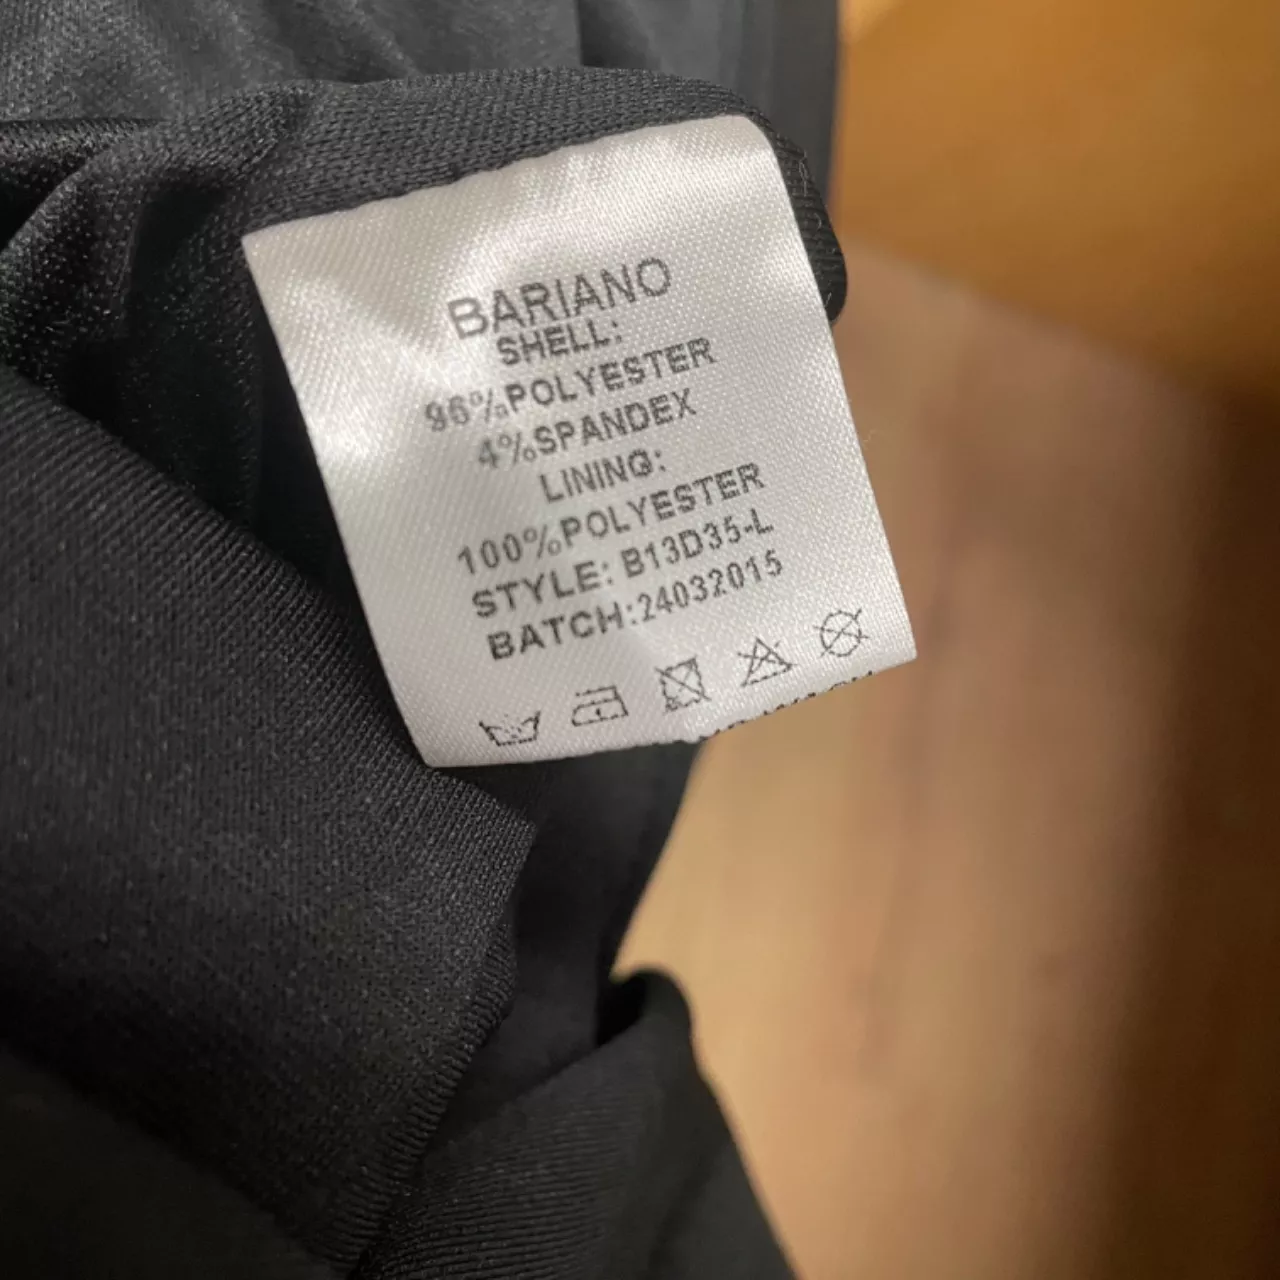 BARIANO
SHELL:
96%POLYESTER
4%SPANDEX
LINING:
100%POLYESTER
STYLE: B13D35-L
BATCH:24032015